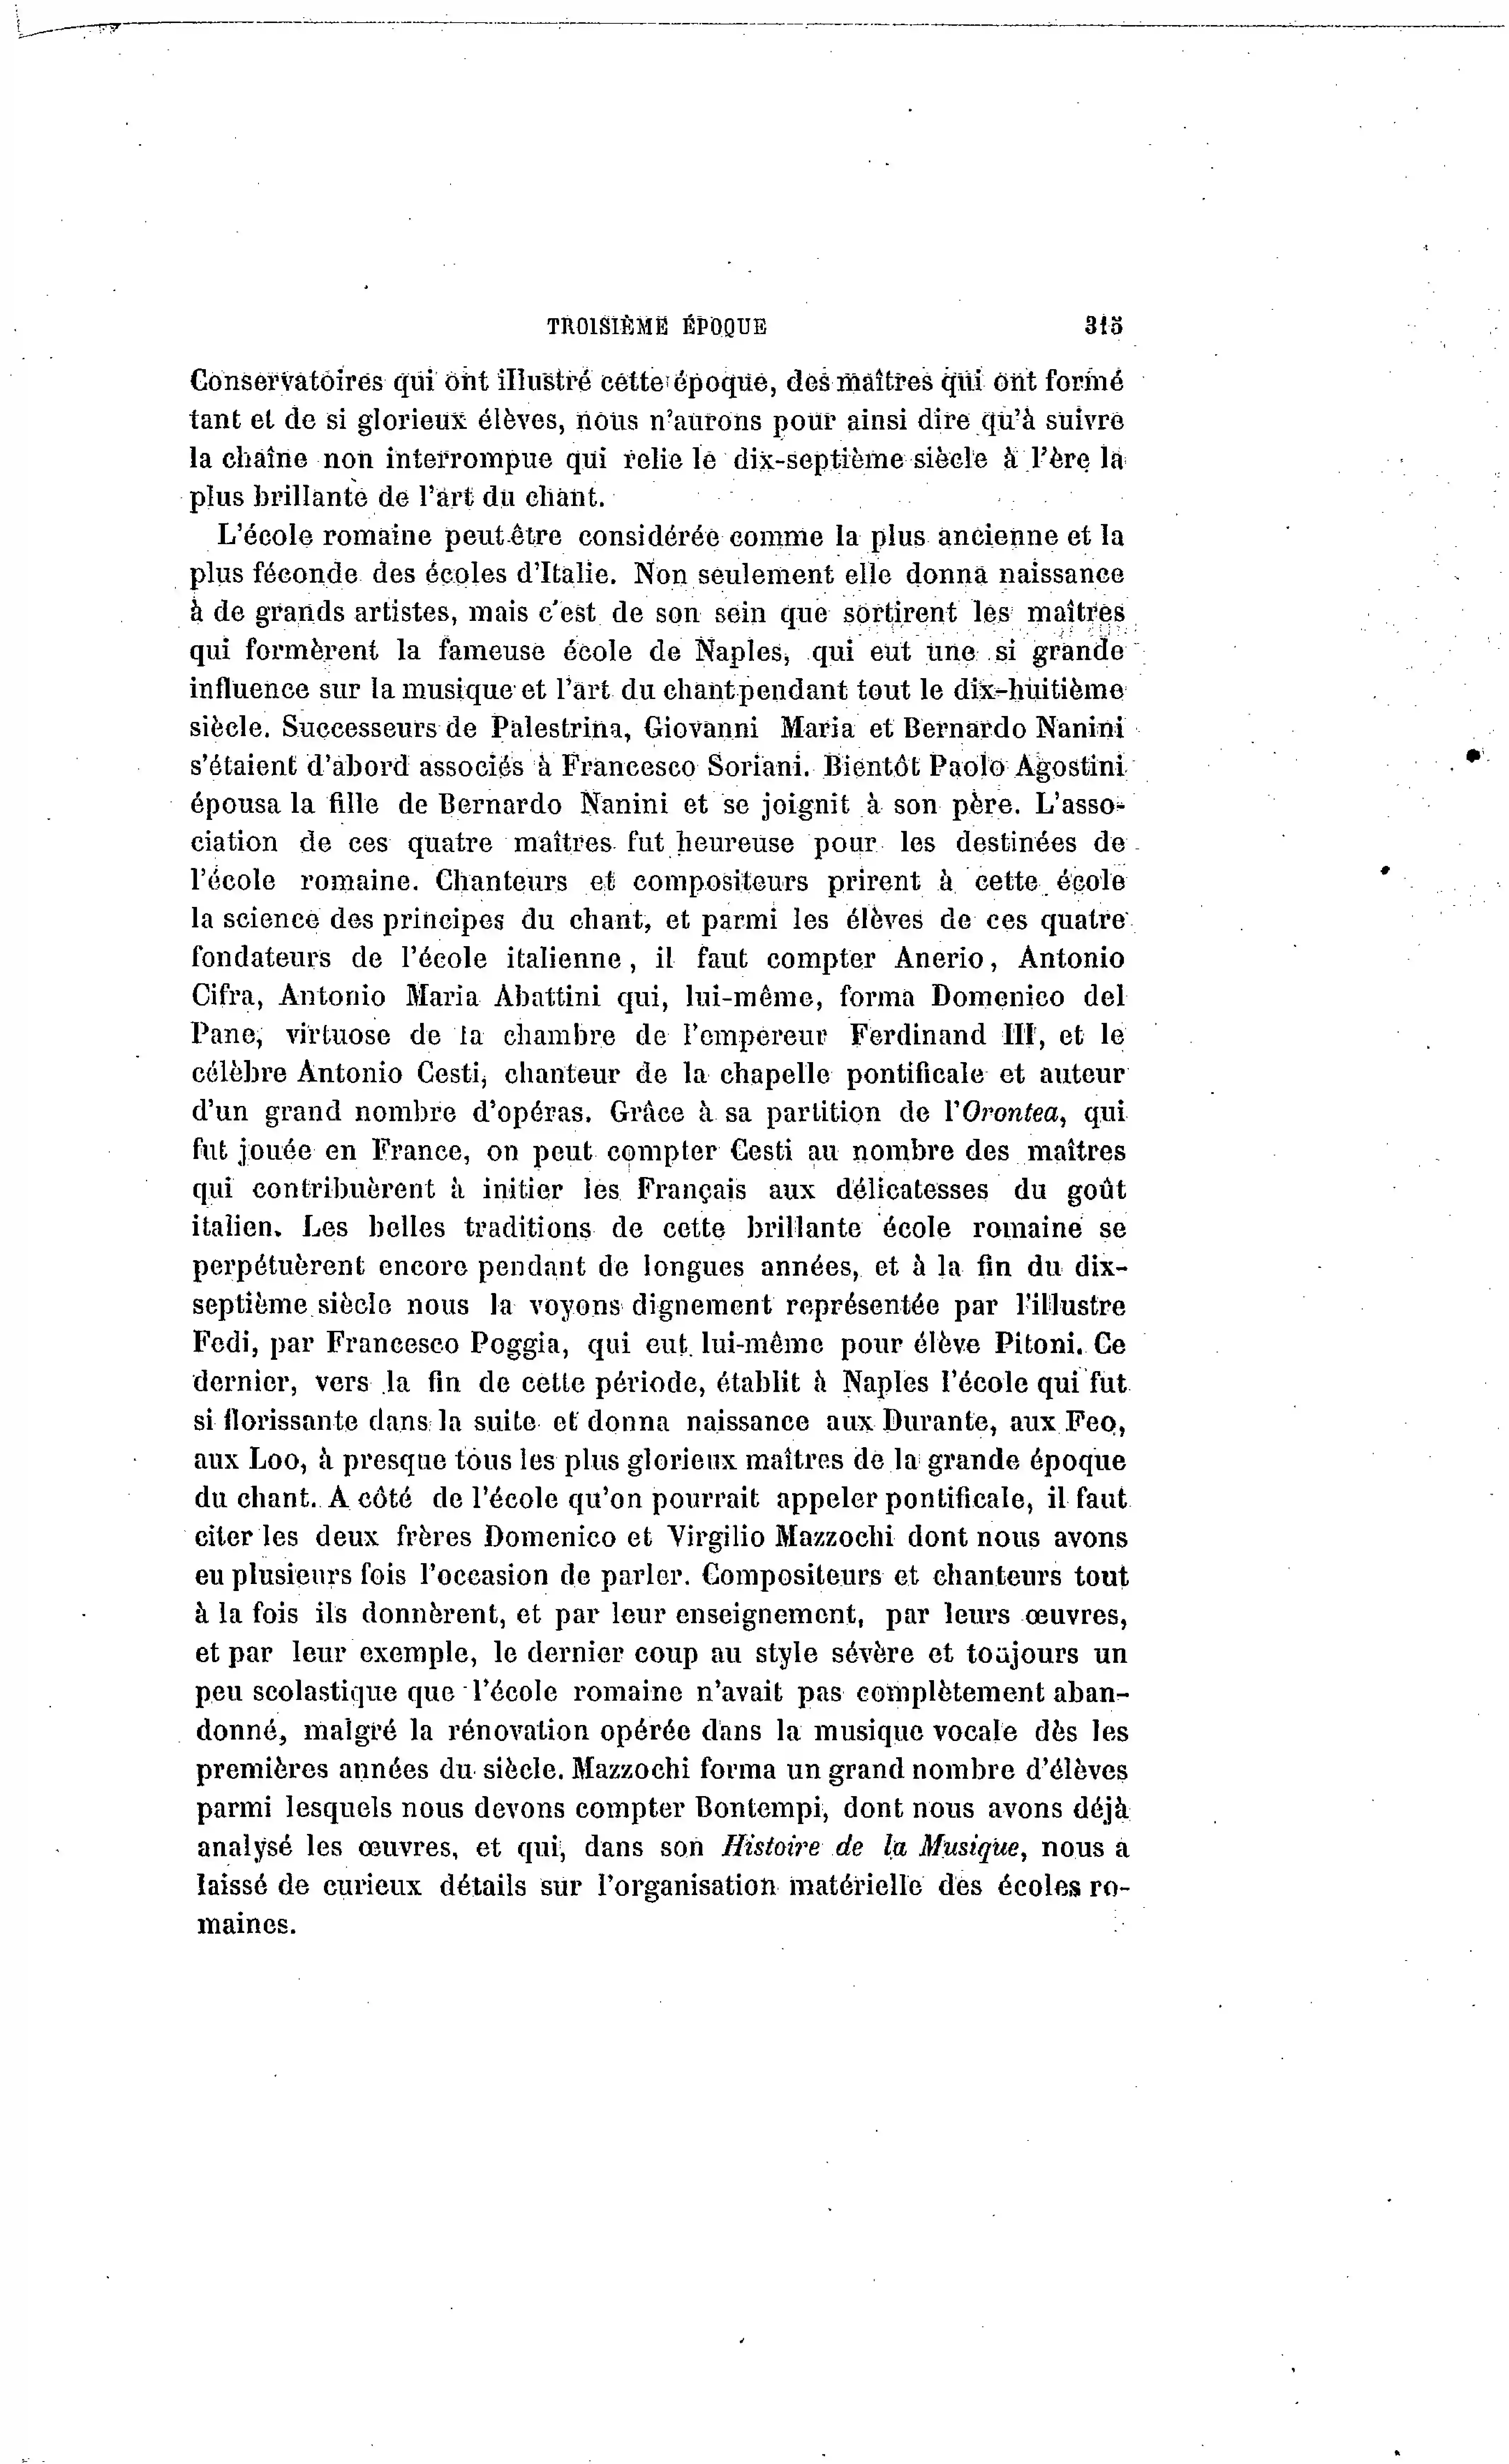 TROISIÈME ÉPOQUE 315
Conservatoires qui ont illustré cette époque, des maîtres qui ont formé
tant et de si glorieux élèves, nous n'aurons pour ainsi dire qu'à suivre
la chaîne non interrompue qui relie le dix-septième siècle à l'ère la
plus brillante de l'art du chant.
L'école romaine peut être considérée comme la plus ancienne et la
plus féconde des écoles d'Italie. Non seulement elle donna naissance
à de grands artistes, mais c'est de son sein que sortirent les maîtres
qui formèrent la fameuse école de Naples, qui eut une si grande
influence sur la musique et l'art du chant pendant tout le dix-huitième
siècle. Successeurs de Palestrina, Giovanni Maria et Bernardo Nanini
s'étaient d'abord associés à Francesco Soriani. Bientôt Paolo Agostini
épousa la fille de Bernardo Nanini et se joignit à son père. L'asso-
ciation de ces quatre maîtres fut heureuse pour les destinées de
l'école romaine. Chanteurs et compositeurs prirent à cette école
la science des principes du chant, et parmi les élèves de ces quatre
fondateurs de l'école italienne, il faut compter Anerio, Antonio
Cifra, Antonio Maria Abattini qui, lui-même, forma Domenico del
Pane, virtuose de la chambre de l'empereur Ferdinand III, et le
célèbre Antonio Cesti, chanteur de la chapelle pontificale et auteur
d'un grand nombre d'opéras. Grâce à sa partition de l'Orontea, qui
fut jouée en France, on peut compter Cesti au nombre des maîtres
qui contribuèrent à initier les Français aux délicatesses du goût
italien. Les belles traditions de cette brillante école romaine se
perpétuèrent encore pendant de longues années, et à la fin du dix-
septième siècle nous la voyons dignement représentée par l'illustre
Fedi, par Francesco Poggia, qui eut lui-même pour élève Pitoni. Ce
dernier, vers la fin de cette période, établit à Naples l'école qui fut
si florissante dans la suite et donna naissance aux Durante, aux Feo,
aux Loo, à presque tous les plus glorieux maîtres de la grande époque
du chant. A côté de l'école qu'on pourrait appeler pontificale, il faut
citer les deux frères Domenico et Virgilio Mazzochi dont nous avons
eu plusieurs fois l'occasion de parler. Compositeurs et chanteurs tout
à la fois ils donnèrent, et par leur enseignement, par leurs œuvres,
et par leur exemple, le dernier coup au style sévère et toujours un
peu scolastique que l'école romaine n'avait pas complètement aban-
donné, malgré la rénovation opérée dans la musique vocale dès les
premières années du siècle. Mazzochi forma un grand nombre d'élèves
parmi lesquels nous devons compter Bontempi, dont nous avons déjà
analysé les œuvres, et qui, dans son Histoire de la Musique, nous a
laissé de curieux détails sur l'organisation matérielle des écoles ro-
maines.